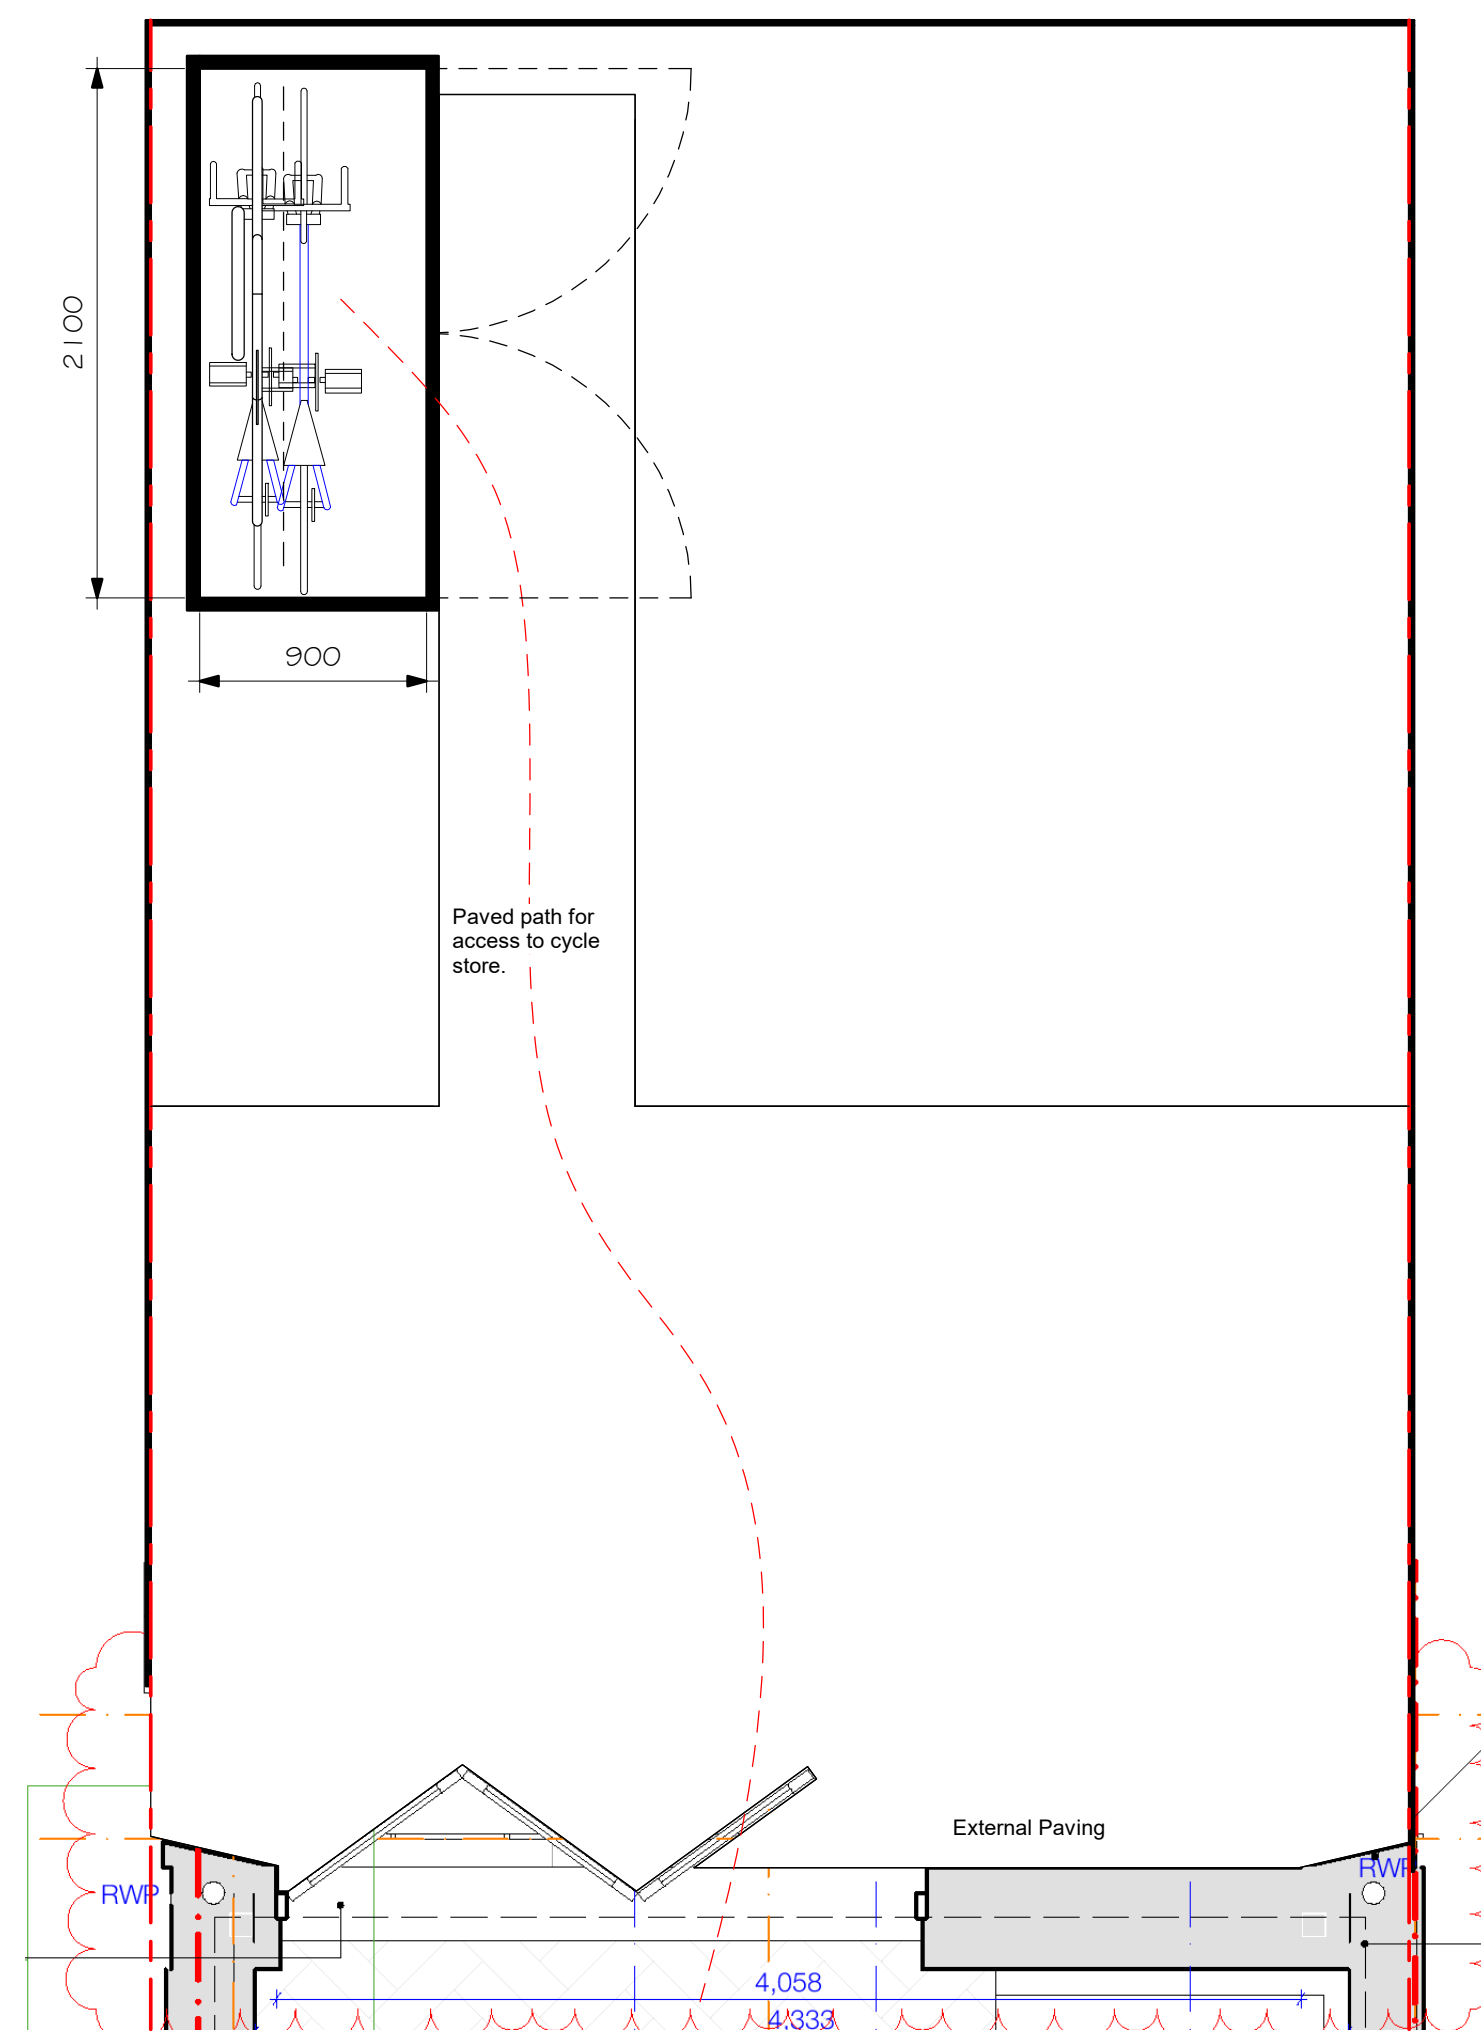 2100
900
Paved path for
access to cycle
store.
External Paving
RWP
RWP
4,058
4,333